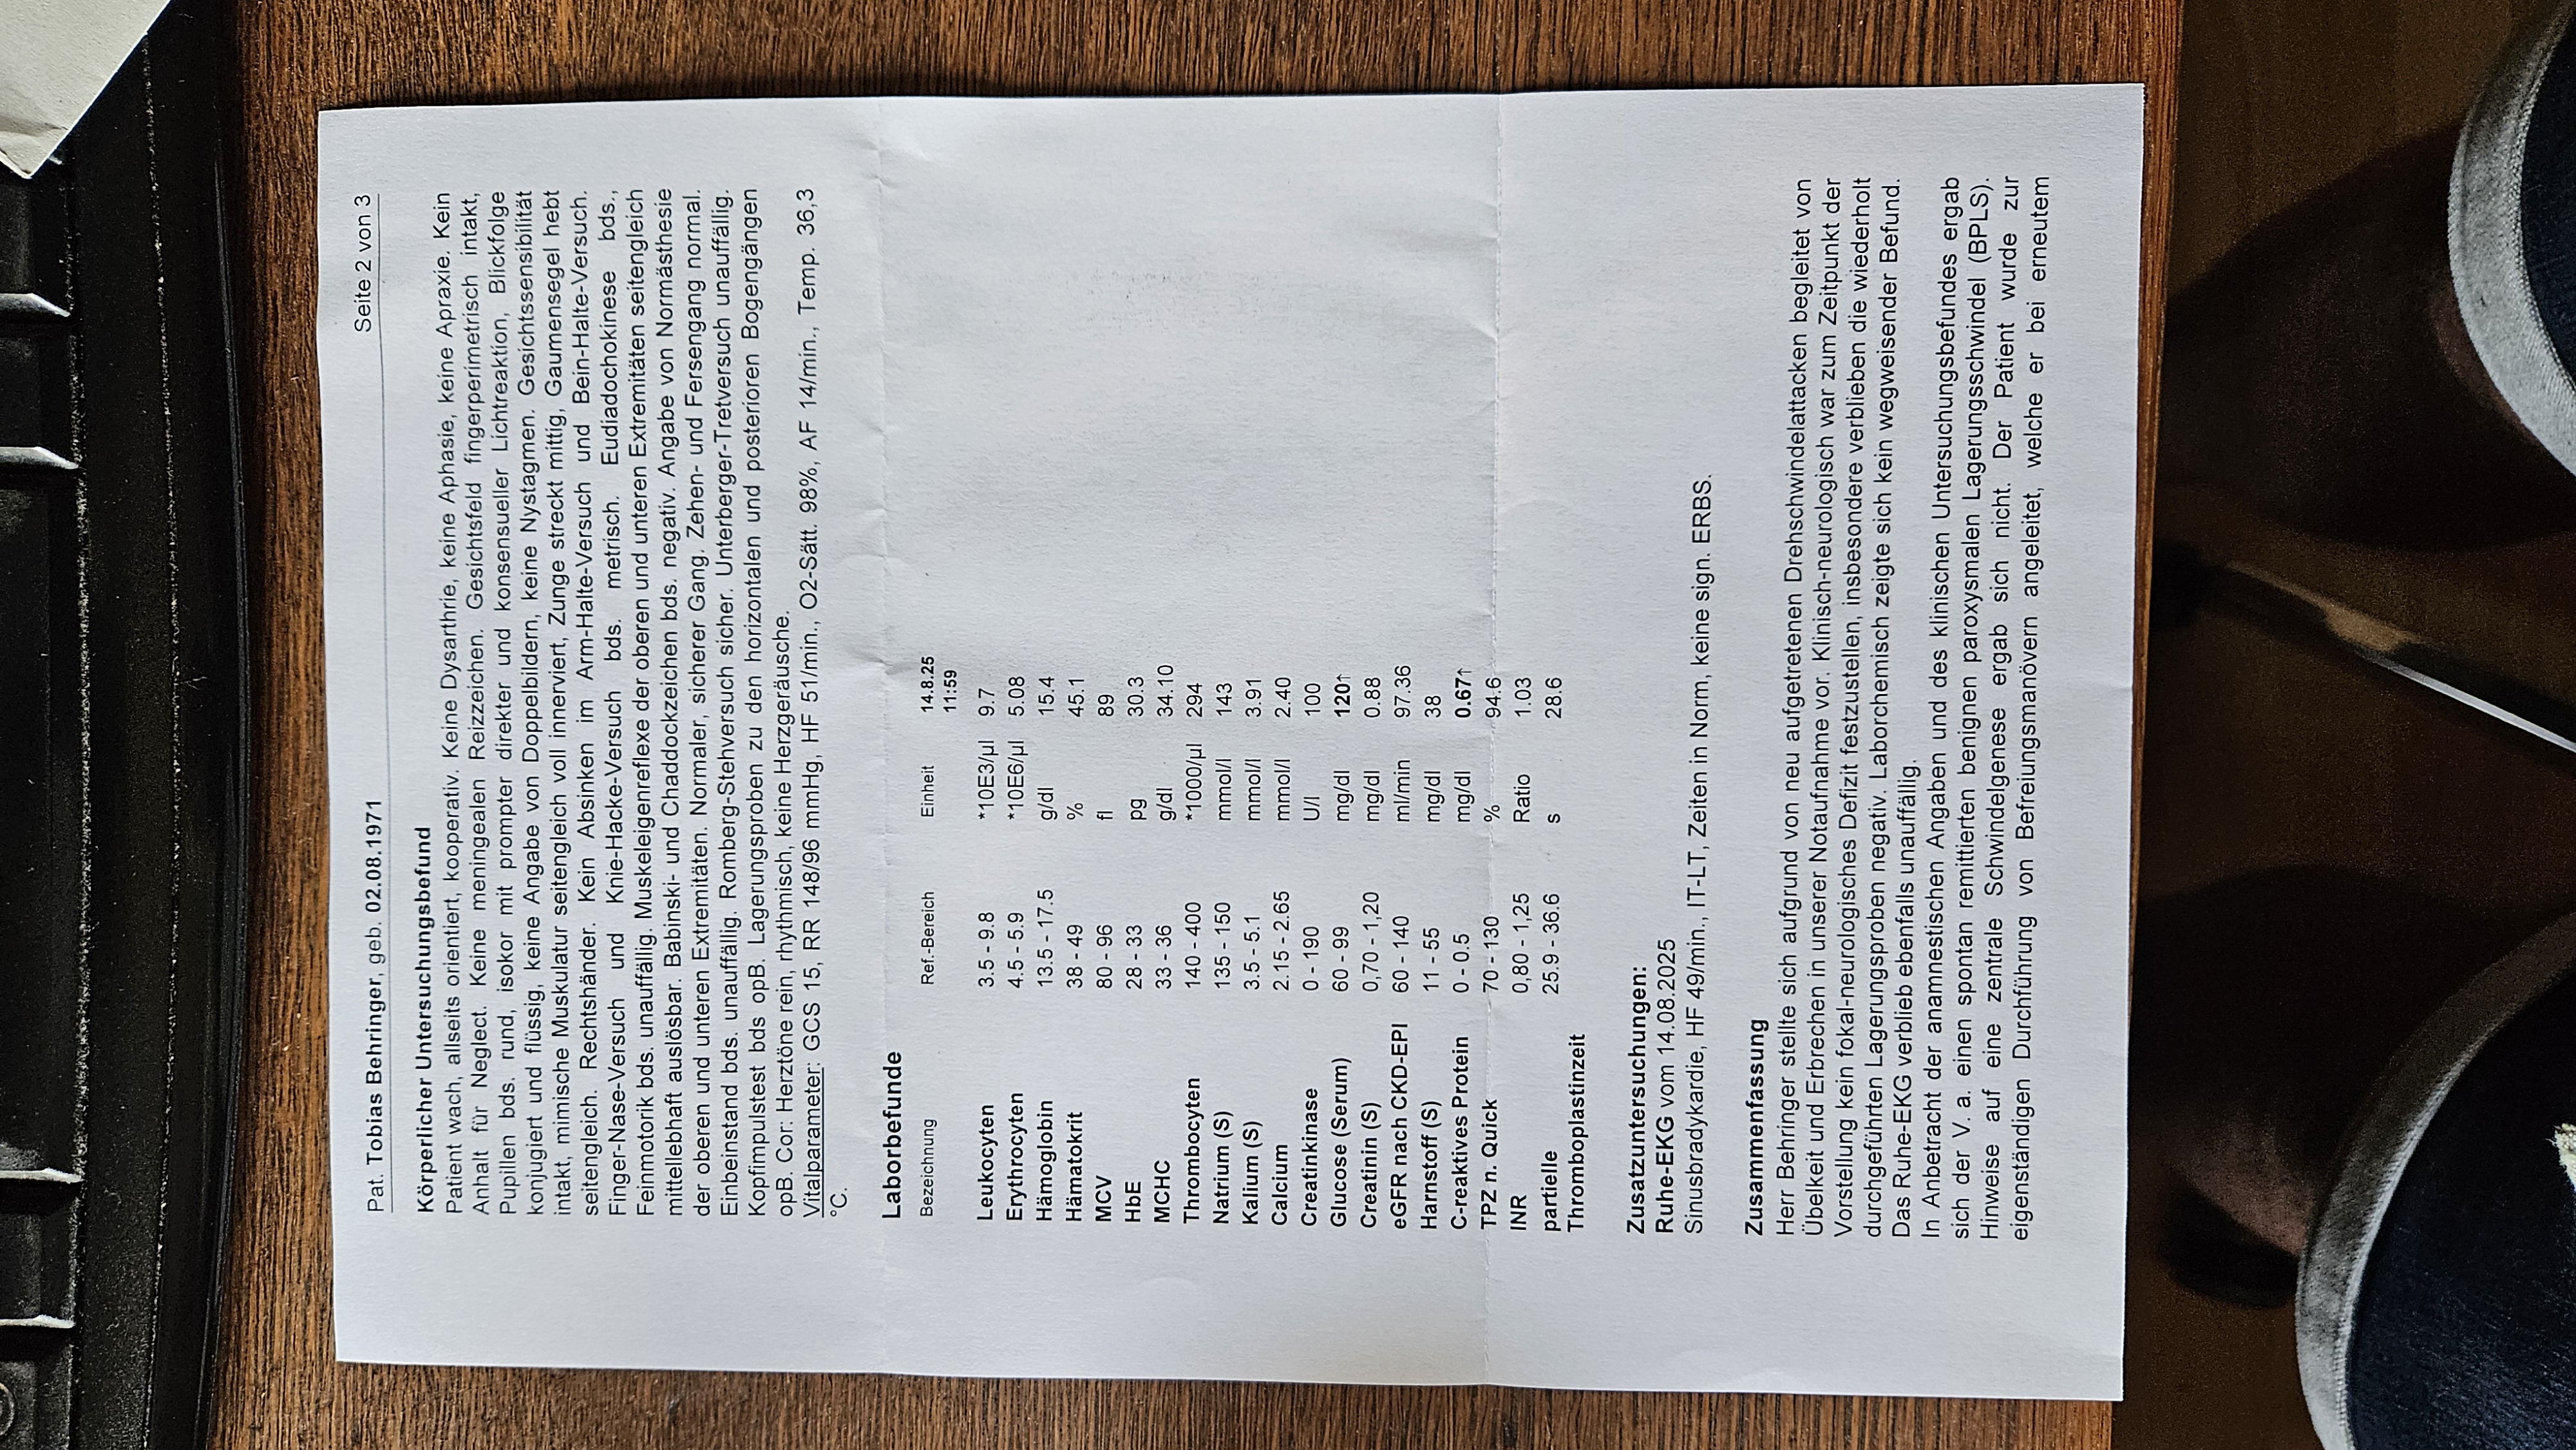 Pat. Tobias Behringer, geb. 02.08.1971 Seite 2 von 3
Körperlicher Untersuchungsbefund
Patient wach, allseits orientiert, kooperativ. Keine Dysarthrie, keine Aphasie, keine Apraxie. Kein
Anhalt für Neglect. Keine meningealen Reizzeichen. Gesichtsfeld fingerperimetrisch intakt,
Pupillen bds. rund, isokor mit prompter direkter und konsensueller Lichtreaktion, Blickfolge
konjugiert und flüssig, keine Angabe von Doppelbildern, keine Nystagmen. Gesichtssensibilität
intakt, mimische Muskulatur seitengleich voll innerviert, Zunge streckt mittig, Gaumensegel hebt
seitengleich. Rechtshänder. Kein Absinken im Arm-Halte-Versuch und Bein-Halte-Versuch.
Finger-Nase-Versuch und Knie-Hacke-Versuch bds. metrisch. Eudiadochokinese bds.,
Feinmotorik bds. unauffällig. Muskeleigenreflexe der oberen und unteren Extremitäten seitengleich
mittellebhaft auslösbar. Babinski- und Chaddockzeichen bds. negativ. Angabe von Normästhesie
der oberen und unteren Extremitäten. Normaler, sicherer Gang. Zehen- und Fersengang normal.
Einbeinstand bds. unauffällig. Romberg-Stehversuch sicher. Unterberger-Tretversuch unauffällig.
Kopfimpulstest bds opB. Lagerungsproben zu den horizontalen und posterioren Bogengängen
opB. Cor: Herztöne rein, rhythmisch, keine Herzgeräusche.
Vitalparameter: GCS 15, RR 148/96 mmHg, HF 51/min., O2-Sätt. 98%, AF 14/min., Temp. 36,3
°C.
Laborbefunde
Bezeichnung Ref.-Bereich Einheit 14.8.25
11:59
Leukocyten 3.5 - 9.8 *10E3/µl 9.7
Erythrocyten 4.5 - 5.9 *10E6/µl 5.08
Hämoglobin 13.5 - 17.5 g/dl 15.4
Hämatokrit 38 - 49 % 45.1
MCV 80 - 96 fl 89
HbE 28 - 33 pg 30.3
MCHC 33 - 36 g/dl 34.10
Thrombocyten 140 - 400 *1000/µl 294
Natrium (S) 135 - 150 mmol/l 143
Kalium (S) 3.5 - 5.1 mmol/l 3.91
Calcium 2.15 - 2.65 mmol/l 2.40
Creatinkinase 0 - 190 U/l 100
Glucose (Serum) 60 - 99 mg/dl 120↑
Creatinin (S) 0,70 - 1,20 mg/dl 0.88
eGFR nach CKD-EPI 60 - 140 ml/min 97.36
Harnstoff (S) 11 - 55 mg/dl 38
C-reaktives Protein 0 - 0.5 mg/dl 0.67↑
TPZ n. Quick 70 - 130 % 94.6
INR 0,80 - 1,25 Ratio 1.03
partielle 25.9 - 36.6 s 28.6
Thromboplastinzeit
Zusatzuntersuchungen:
Ruhe-EKG vom 14.08.2025
Sinusbradykardie, HF 49/min., IT-LT, Zeiten in Norm, keine sign. ERBS.
Zusammenfassung
Herr Behringer stellte sich aufgrund von neu aufgetretenen Drehschwindelattacken begleitet von
Übelkeit und Erbrechen in unserer Notaufnahme vor. Klinisch-neurologisch war zum Zeitpunkt der
Vorstellung kein fokal-neurologisches Defizit festzustellen, insbesondere verblieben die wiederholt
durchgeführten Lagerungsproben negativ. Laborchemisch zeigte sich kein wegweisender Befund.
Das Ruhe-EKG verblieb ebenfalls unauffällig.
In Anbetracht der anamnestischen Angaben und des klinischen Untersuchungsbefundes ergab
sich der V. a. einen spontan remittierten benignen paroxysmalen Lagerungsschwindel (BPLS).
Hinweise auf eine zentrale Schwindelgenese ergab sich nicht. Der Patient wurde zur
eigenständigen Durchführung von Befreiungsmanövern angeleitet, welche er bei erneutem